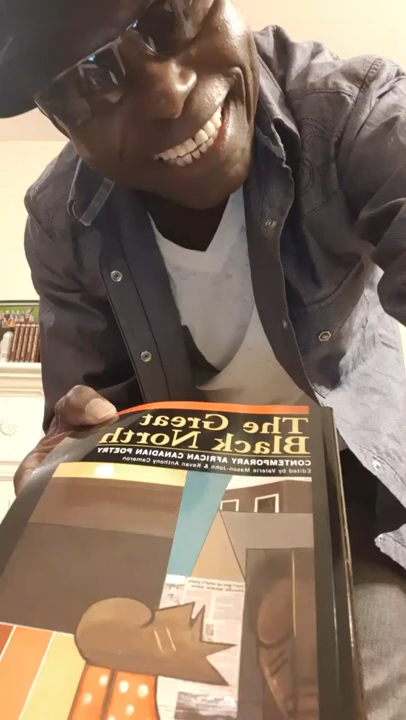 The Great
Black North
CONTEMPORARY AFRICAN CANADIAN POETRY
Edited by Valerie Mason-John & Kevan Anthony Cameron